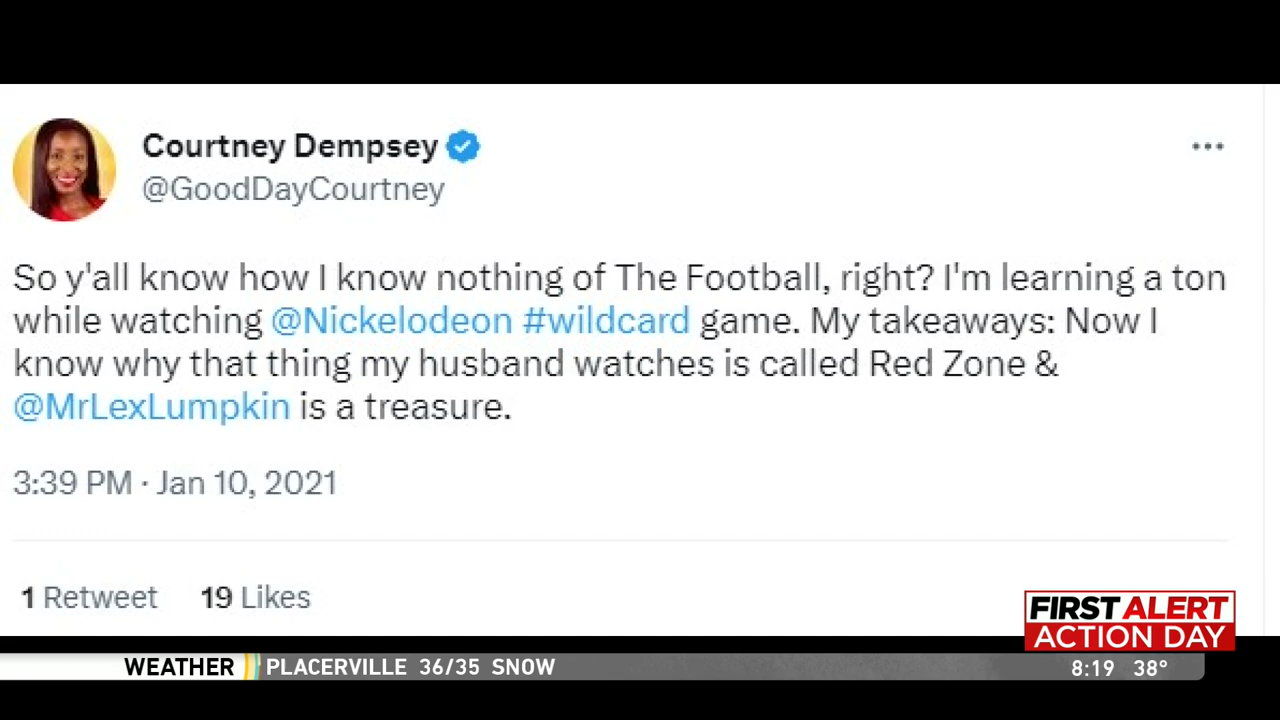 Courtney Dempsey
@GoodDayCourtney
So y'all know how I know nothing of The Football, right? I'm learning a ton
while watching @Nickelodeon #wildcard game. My takeaways: Now I
know why that thing my husband watches is called Red Zone &
@MrLexLumpkin is a treasure.
3:39 PM · Jan 10, 2021
1 Retweet 19 Likes
FIRST ALERT
ACTION DAY
WEATHER PLACERVILLE 36/35 SNOW 8:19 38°